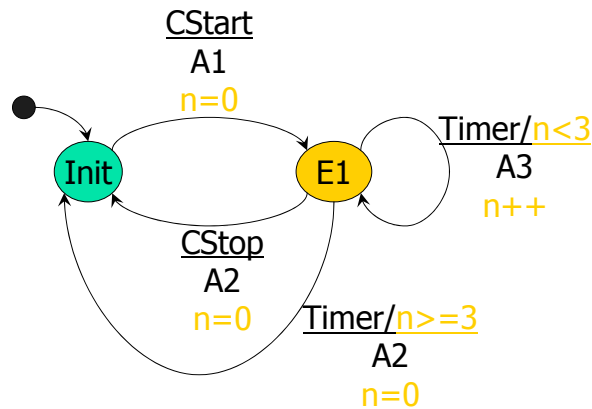 CStart
A1
n=0
Init
E1
Timer/n<3
A3
n++
CStop
A2
n=0
Timer/n>=3
A2
n=0